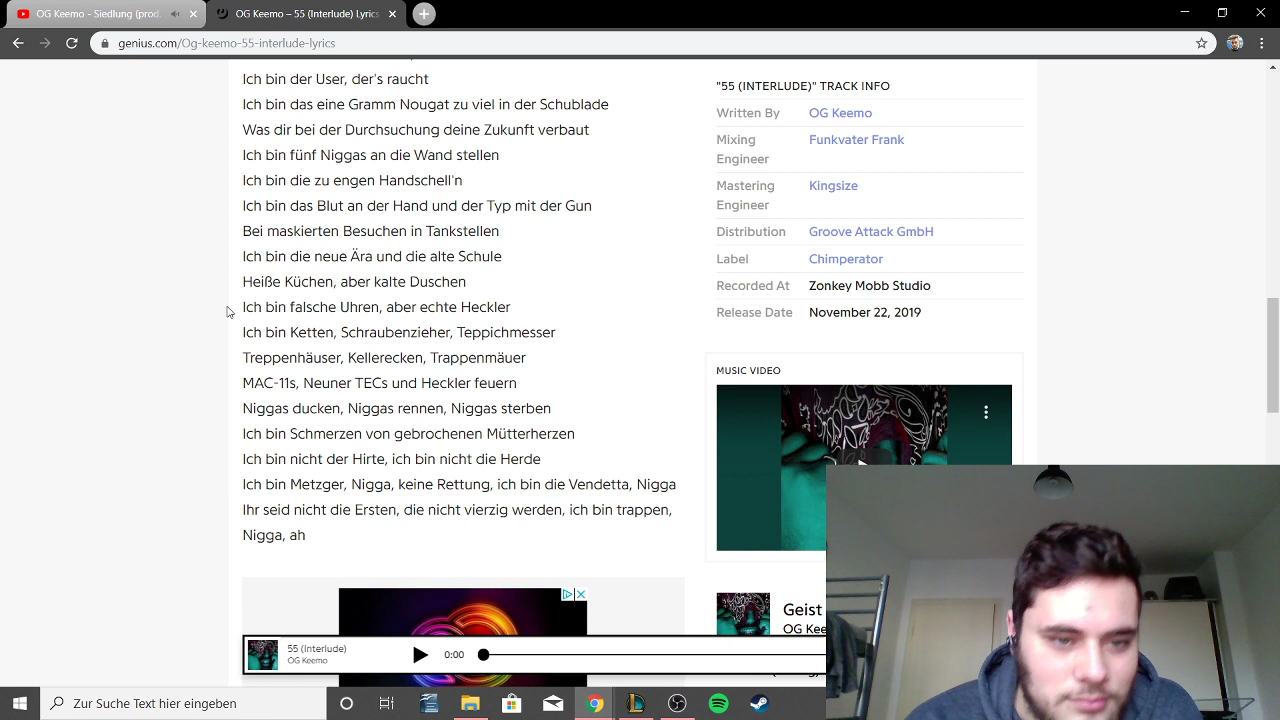 OG Keemo - Siedlung (prod.
OG Keemo – 55 (Interlude) Lyrics
genius.com/Og-keemo-55-interlude-lyrics
Ich bin der User, der's raucht
Ich bin das eine Gramm Nougat zu viel in der Schublade
Was dir bei der Durchsuchung deine Zukunft verbaut
Ich bin fünf Niggas an die Wand stellen
Ich bin die zu engen Handschell'n
Ich bin das Blut an der Hand und der Typ mit der Gun
Bei maskierten Besuchen in Tankstellen
Ich bin die neue Ära und die alte Schule
Heiße Küchen, aber kalte Duschen
Ich bin falsche Uhren, aber echte Heckler
Ich bin Ketten, Schraubenzieher, Teppichmesser
Treppenhäuser, Kellerecken, Trappenmäuer
MAC-11s, Neuner TECs und Heckler feuern
Niggas ducken, Niggas rennen, Niggas sterben
Ich bin Schmerzen von gebrochenen Mütterherzen
Ich bin nicht der Hirte, ich bin nicht die Herde
Ich bin Metzger, Nigga, keine Rettung, ich bin die Vendetta, Nigga
Ihr seid nicht die Ersten, die nicht vierzig werden, ich bin trappen,
Nigga, ah
"55 (INTERLUDE)" TRACK INFO
Written By OG Keemo
Mixing Engineer Funkvater Frank
Mastering Engineer Kingsize
Distribution Groove Attack GmbH
Label Chimperator
Recorded At Zonkey Mobb Studio
Release Date November 22, 2019
MUSIC VIDEO
Geist
OG Kee
55 (Interlude)
OG Keemo
0:00
Zur Suche Text hier eingeben